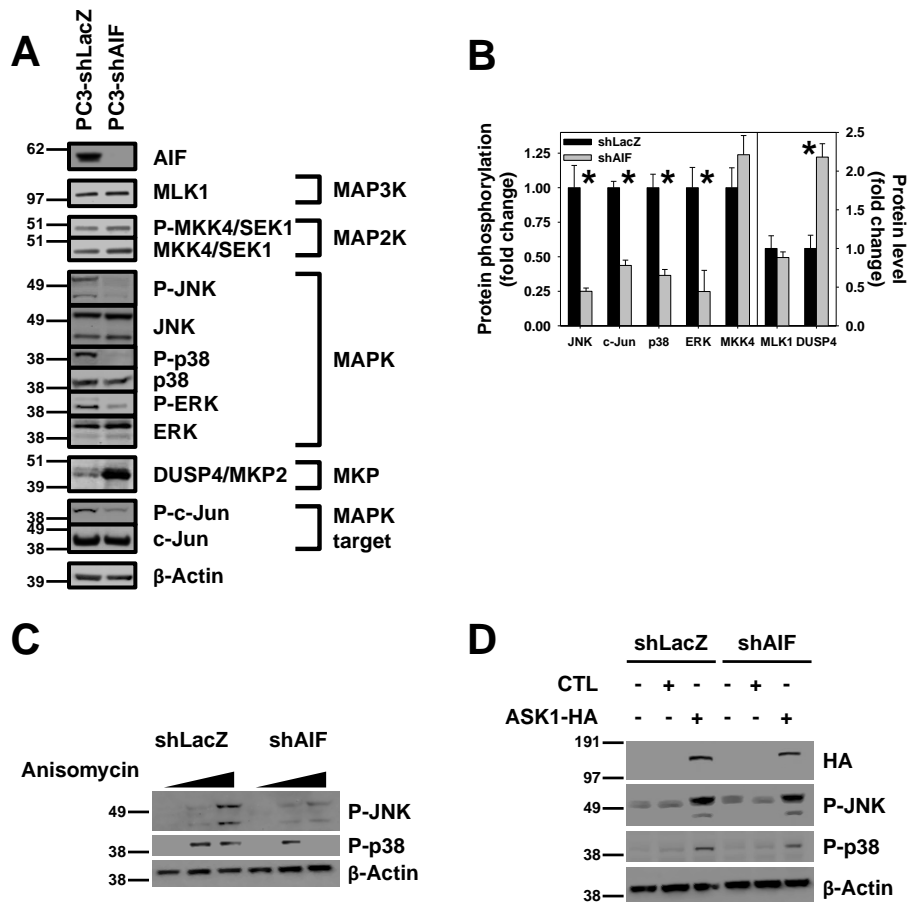 A
PC3-shLacZ
PC3-shAIF
62
AIF
97
MLK1
MAP3K
51
P-MKK4/SEK1
51
MKK4/SEK1
MAP2K
49
P-JNK
49
JNK
38
P-p38
38
p38
38
P-ERK
38
ERK
MAPK
51
39
DUSP4/MKP2
MKP
38
P-c-Jun
49
38
c-Jun
MAPK
target
39
β-Actin
B
shLacZ
shAIF
Protein phosphorylation
(fold change)
1.25
1.00
0.75
0.50
0.25
0.00
* * * * *
2.5
2.0
1.5
1.0
0.5
0.0
Protein level
(fold change)
JNK c-Jun p38 ERK MKK4 MLK1 DUSP4
C
shLacZ shAIF
Anisomycin
49
P-JNK
38
P-p38
38
β-Actin
D
shLacZ shAIF
CTL - + - - + -
ASK1-HA - - + - - +
191
97
HA
49
P-JNK
38
P-p38
38
β-Actin